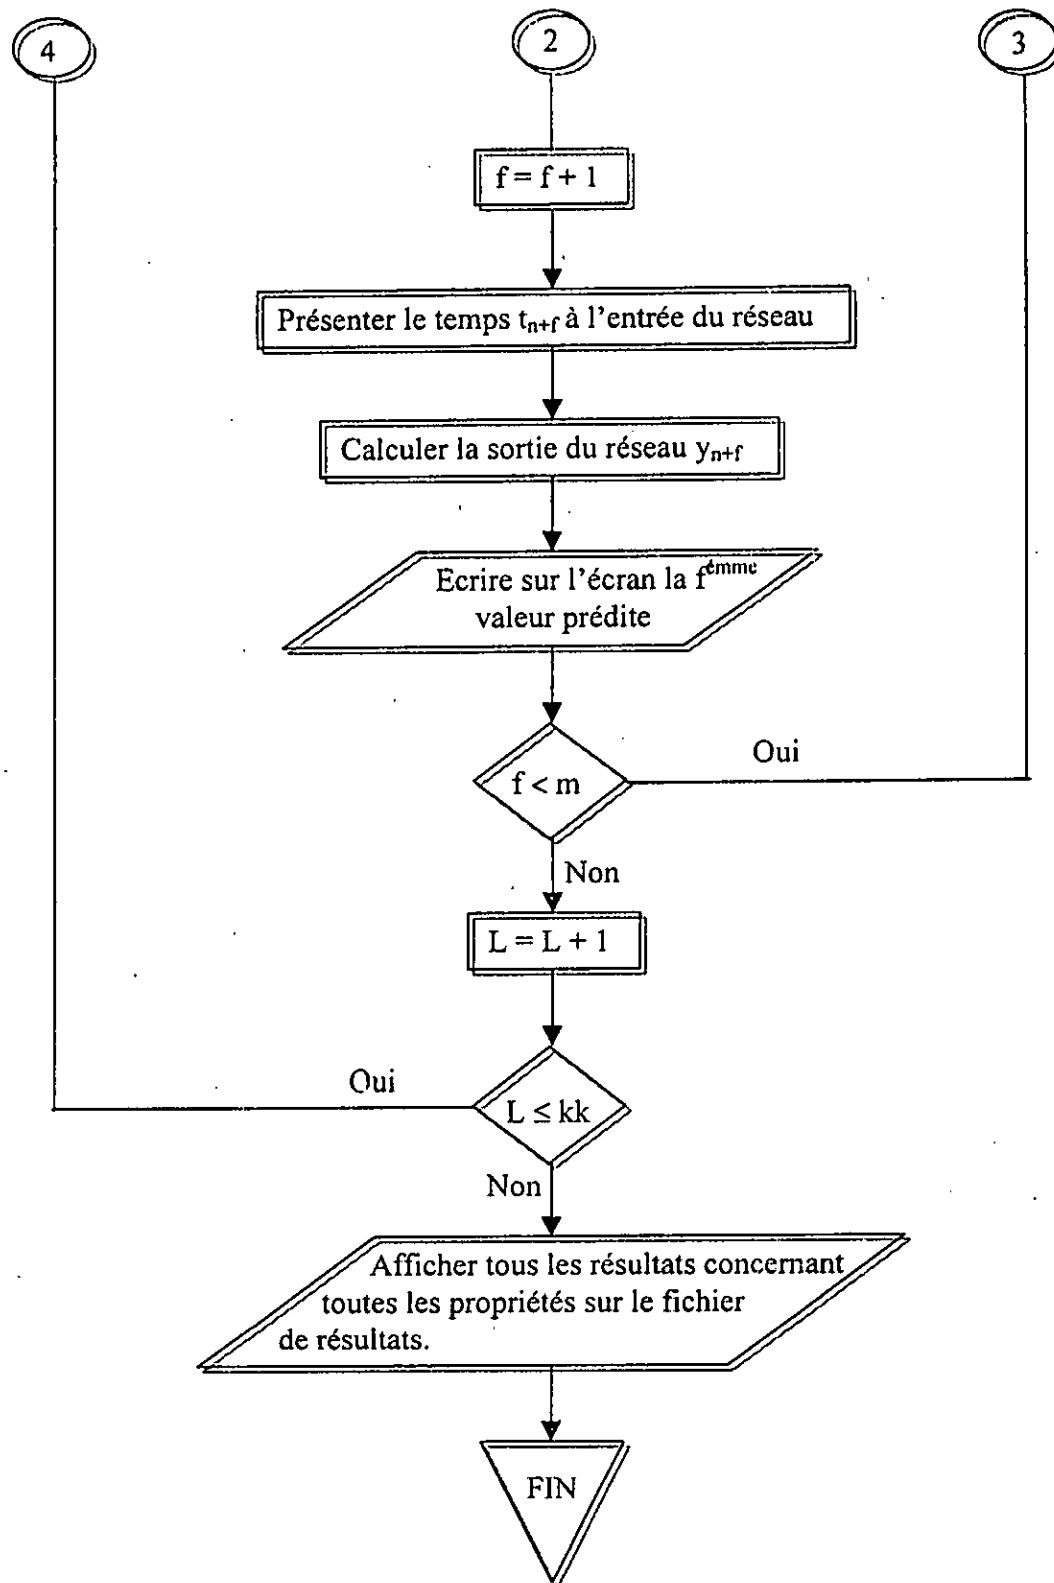 4
2
3
f = f + 1
Présenter le temps tn+f à l'entrée du réseau
Calculer la sortie du réseau yn+f
Ecrire sur l'écran la f émme
valeur prédite
f < m
Oui
Non
L = L + 1
Oui
L ≤ kk
Non
Afficher tous les résultats concernant
toutes les propriétés sur le fichier
de résultats.
FIN